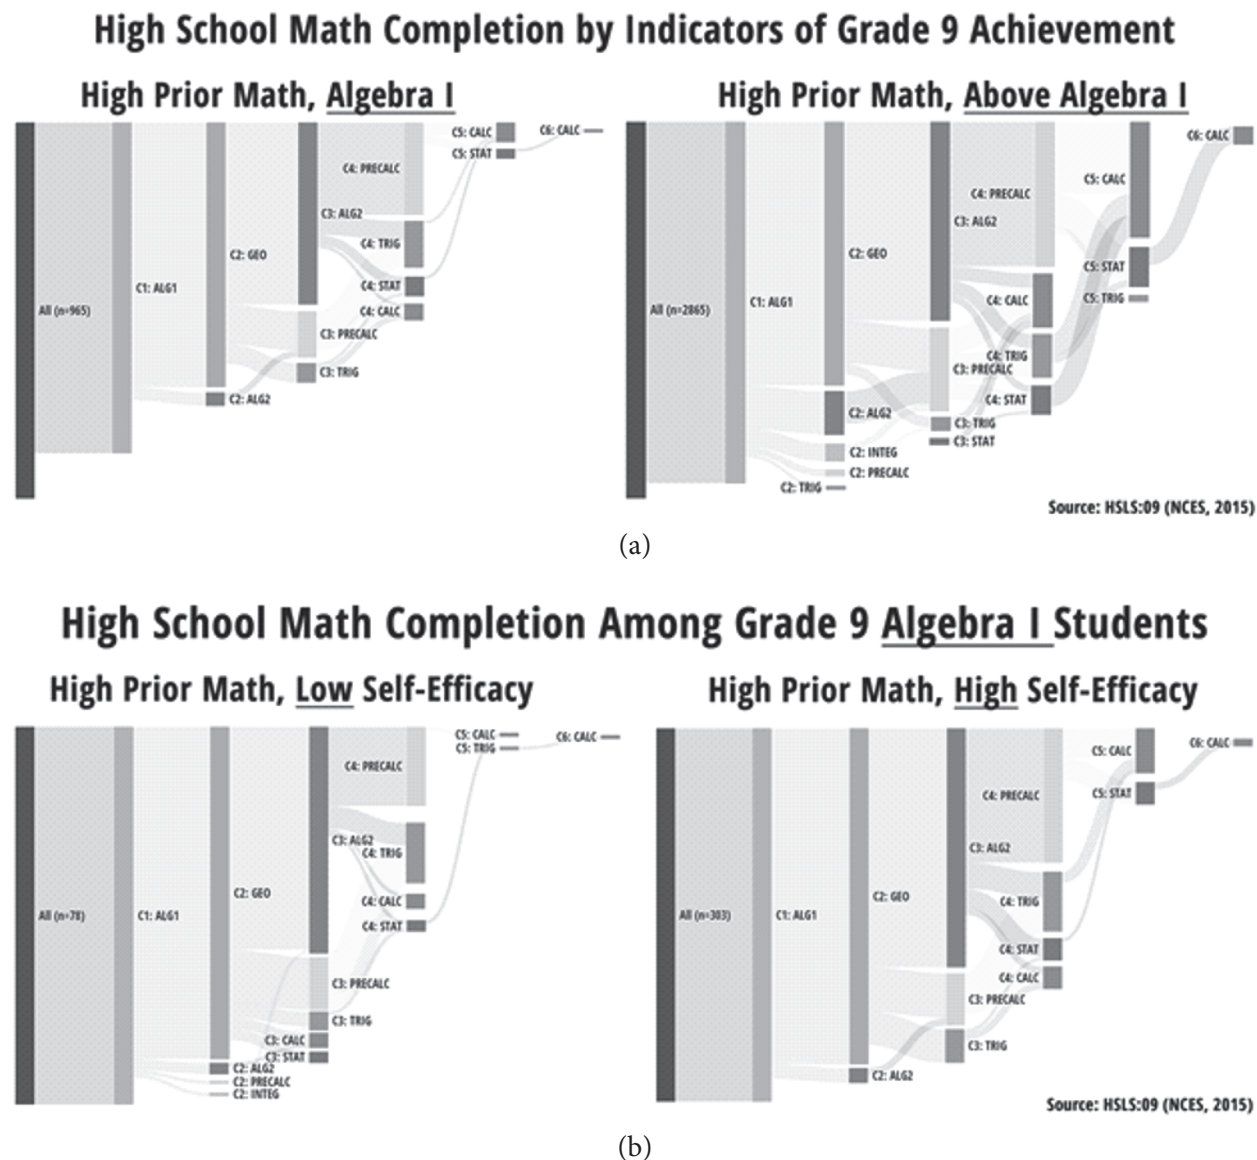 High School Math Completion by Indicators of Grade 9 Achievement
High Prior Math, Algebra I
All (n=965)
C1: ALG1
C2: GEO
C2: ALG2
C3: ALG2
C3: PRECALC
C3: TRIG
C4: PRECALC
C4: TRIG
C4: STAT
C4: CALC
C5: CALC
C5: STAT
C6: CALC
High Prior Math, Above Algebra I
All (n=2865)
C1: ALG1
C2: GEO
C2: ALG2
C2: INTEG
C2: PRECALC
C2: TRIG
C3: ALG2
C3: PRECALC
C3: TRIG
C3: STAT
C4: PRECALC
C4: CALC
C4: TRIG
C4: STAT
C5: CALC
C5: STAT
C5: TRIG
C6: CALC
Source: HSLS:09 (NCES, 2015)
(a)
High School Math Completion Among Grade 9 Algebra I Students
High Prior Math, Low Self-Efficacy
All (n=78)
C1: ALG1
C2: GEO
C2: ALG2
C2: PRECALC
C2: INTEG
C3: ALG2
C3: PRECALC
C3: TRIG
C3: CALC
C3: STAT
C4: PRECALC
C4: TRIG
C4: CALC
C4: STAT
C5: CALC
C5: TRIG
C6: CALC
High Prior Math, High Self-Efficacy
All (n=303)
C1: ALG1
C2: GEO
C2: ALG2
C3: ALG2
C3: PRECALC
C3: TRIG
C4: PRECALC
C4: TRIG
C4: STAT
C4: CALC
C5: CALC
C5: STAT
C6: CALC
Source: HSLS:09 (NCES, 2015)
(b)